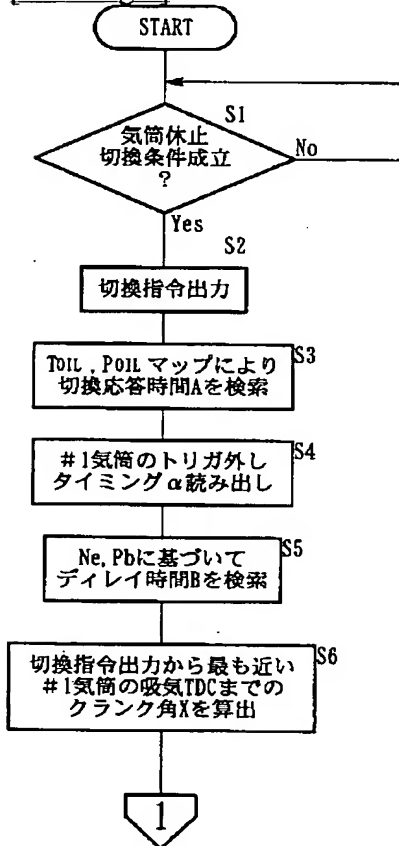 START
S1
気筒休止
切換条件成立
?
No
Yes
S2
切換指令出力
S3
TOIL , POIL マップにより
切換応答時間Aを検索
S4
#1気筒のトリガ外し
タイミングα読み出し
S5
Ne, Pbに基づいて
ディレイ時間Bを検索
S6
切換指令出力から最も近い
#1気筒の吸気TDCまでの
クランク角Xを算出
1